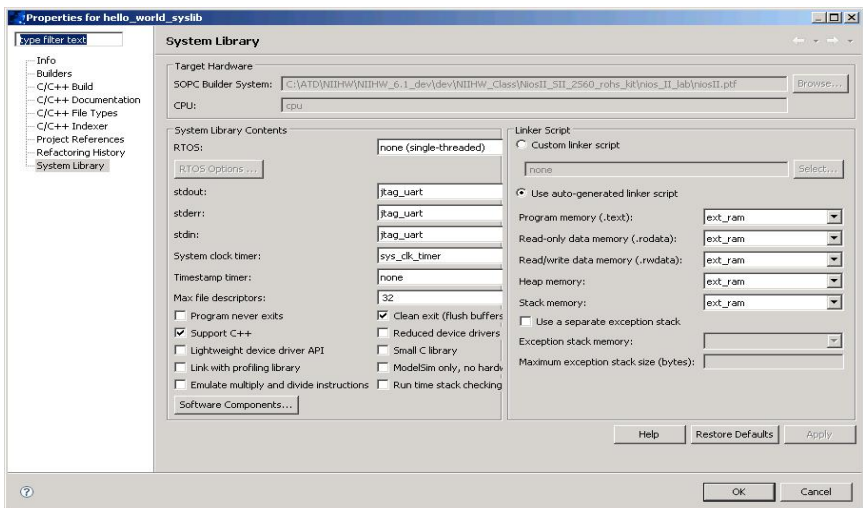 Properties for hello_world_syslib
type filter text
Info
Builders
C/C++ Build
C/C++ Documentation
C/C++ File Types
C/C++ Indexer
Project References
Refactoring History
System Library
System Library
Target Hardware
SOPC Builder System: C:\ATD\NIIHW\NIIHW_6.1_dev\dev\NIIHW_Class\NiosII_SII_2S60_rohs_kit\nios_II_lab\niosII.ptf Browse...
CPU: cpu
System Library Contents
RTOS: none (single-threaded)
RTOS Options ...
stdout: jtag_uart
stderr: jtag_uart
stdin: jtag_uart
System clock timer: sys_clk_timer
Timestamp timer: none
Max file descriptors: 32
Program never exits Clean exit (flush buffers
Support C++ Reduced device drivers
Lightweight device driver API Small C library
Link with profiling library ModelSim only, no hardw
Emulate multiply and divide instructions Run time stack checking
Software Components...
Linker Script
Custom linker script
none Select...
Use auto-generated linker script
Program memory (.text): ext_ram
Read-only data memory (.rodata): ext_ram
Read/write data memory (.rwdata): ext_ram
Heap memory: ext_ram
Stack memory: ext_ram
Use a separate exception stack
Exception stack memory:
Maximum exception stack size (bytes):
Help Restore Defaults Apply
? OK Cancel